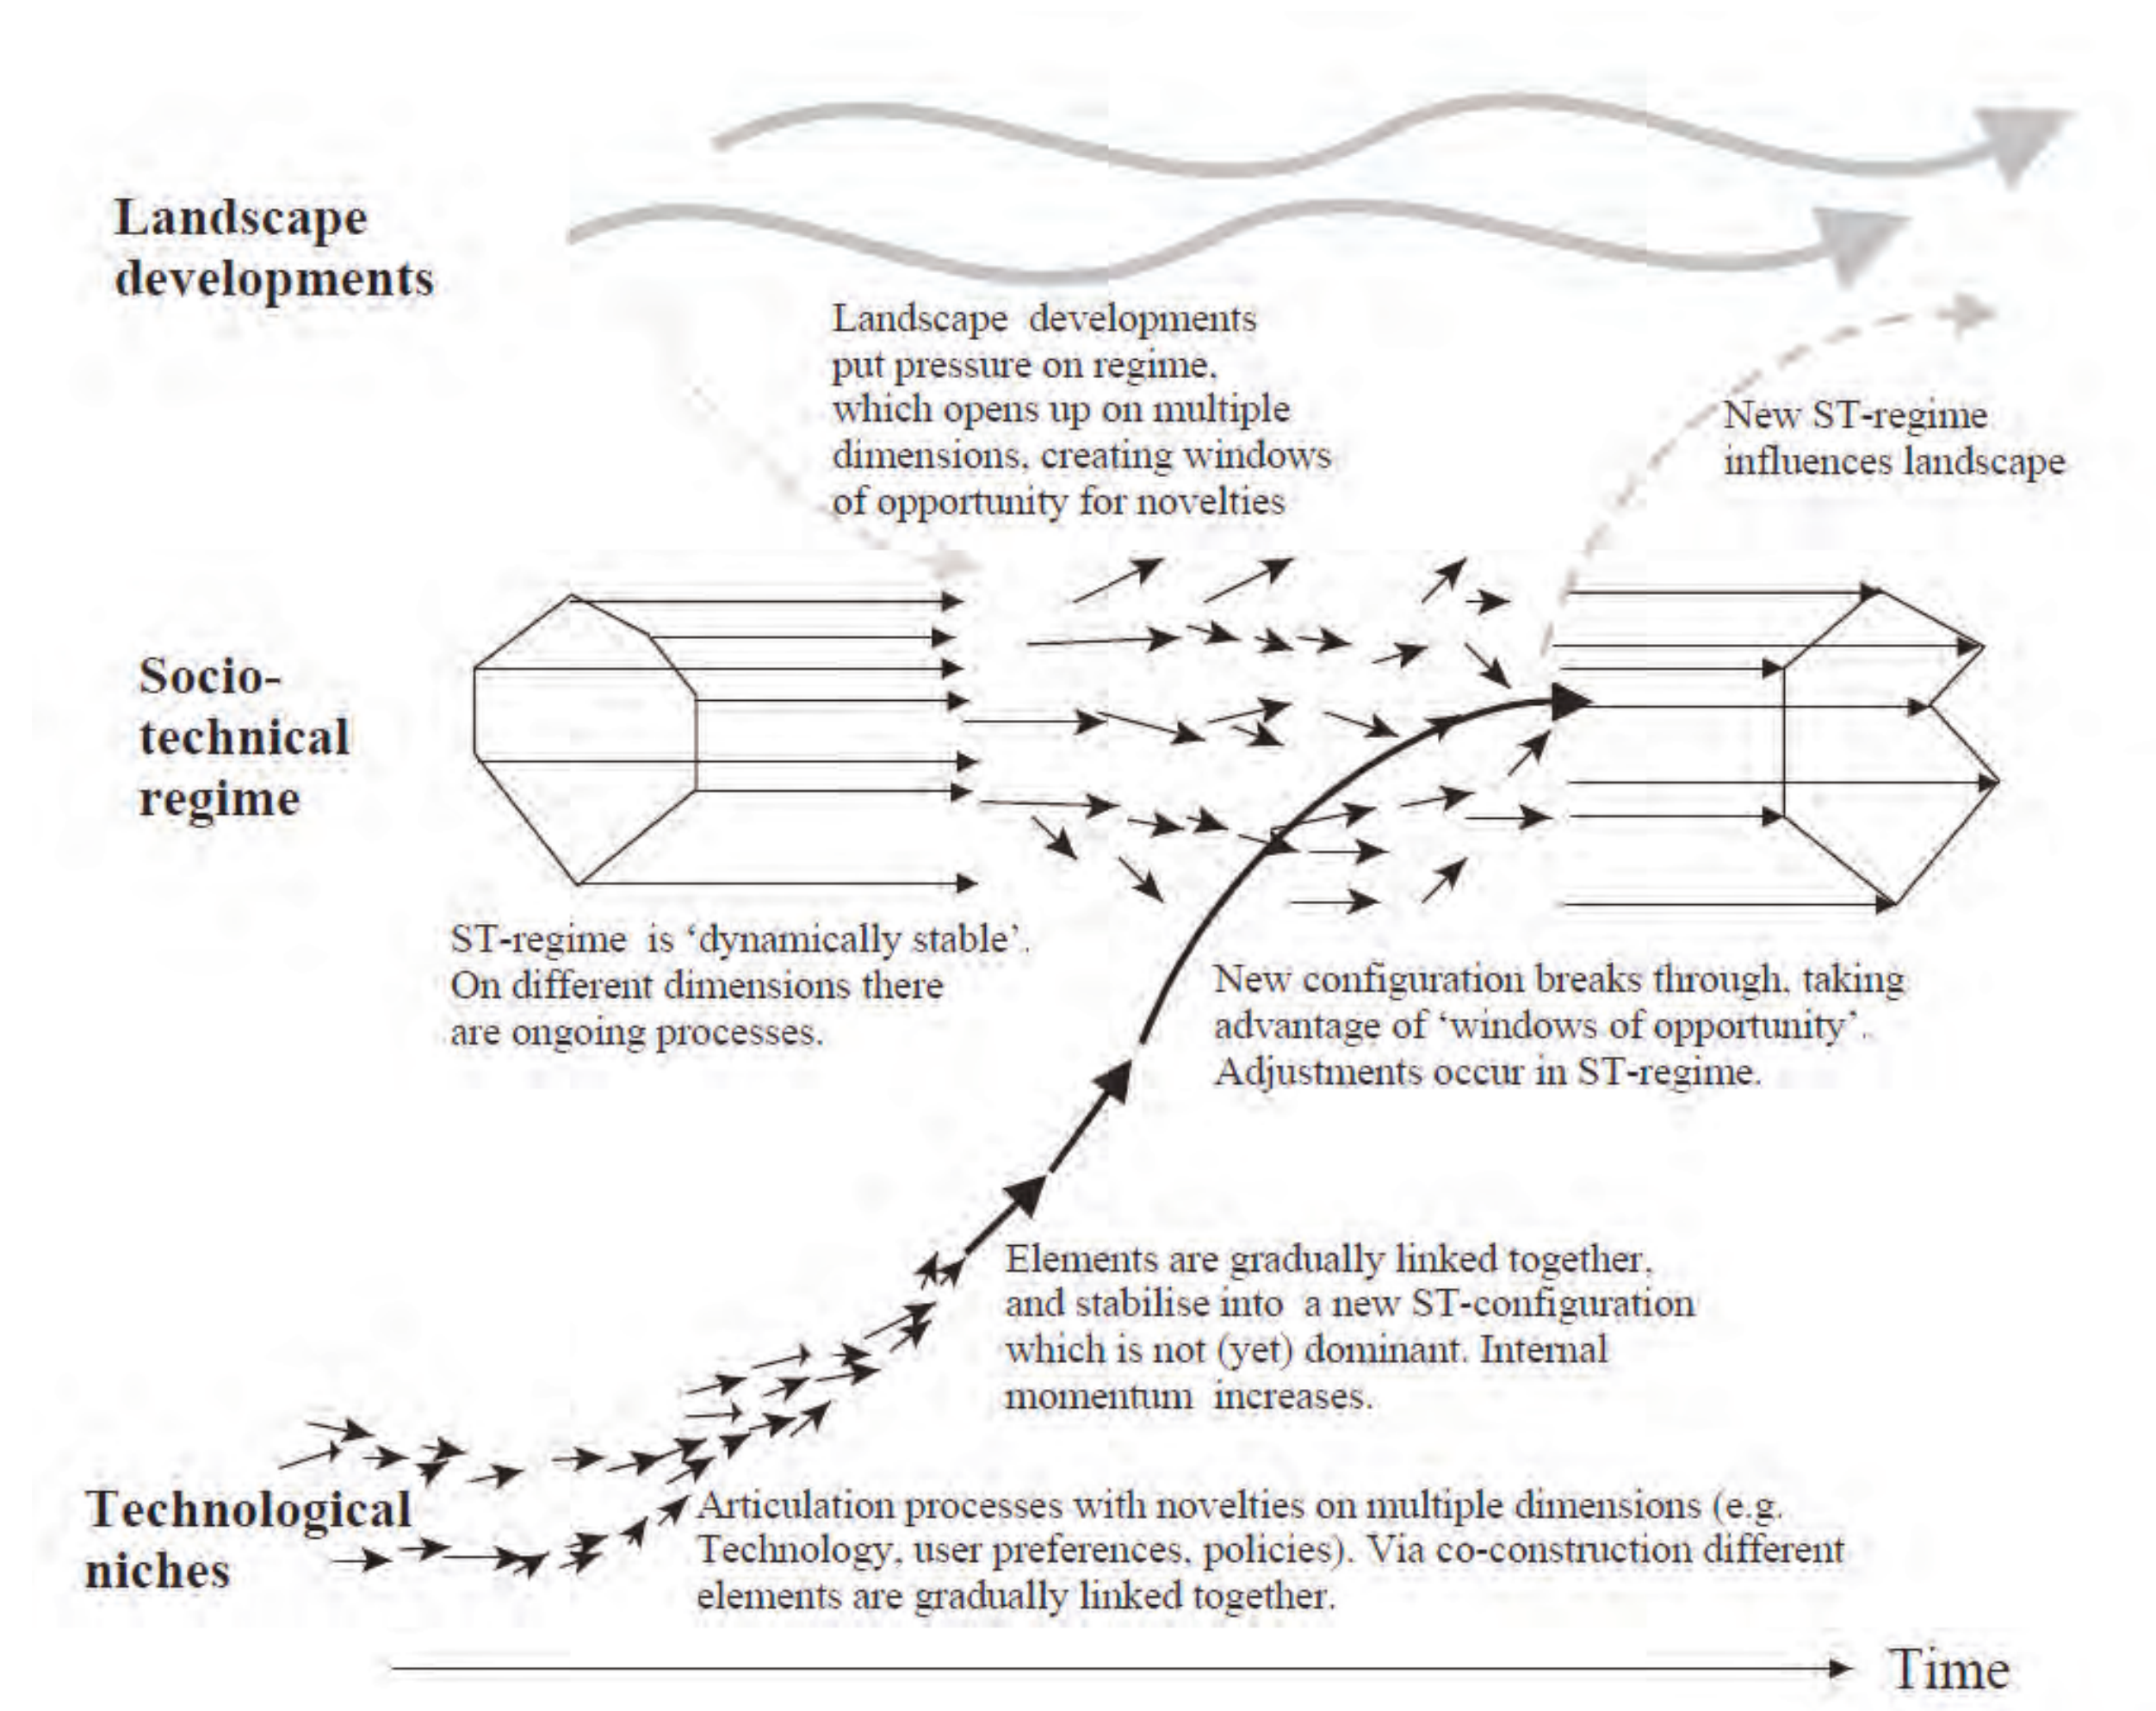 Landscape
developments
Landscape developments
put pressure on regime,
which opens up on multiple
dimensions, creating windows
of opportunity for novelties
New ST-regime
influences landscape
Socio-
technical
regime
ST-regime is ‘dynamically stable’.
On different dimensions there
are ongoing processes.
New configuration breaks through, taking
advantage of ‘windows of opportunity’.
Adjustments occur in ST-regime.
Elements are gradually linked together,
and stabilise into a new ST-configuration
which is not (yet) dominant. Internal
momentum increases.
Technological
niches
Articulation processes with novelties on multiple dimensions (e.g.
Technology, user preferences, policies). Via co-construction different
elements are gradually linked together.
Time